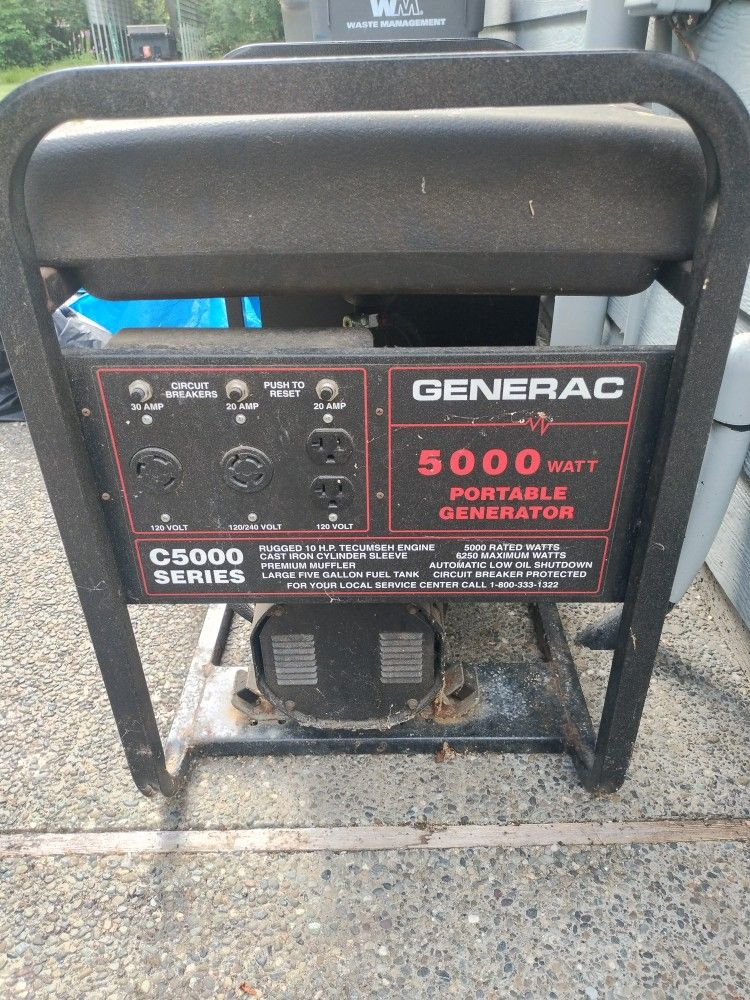 WM
WASTE MANAGEMENT
CIRCUIT BREAKERS
PUSH TO RESET
30 AMP
20 AMP
20 AMP
120 VOLT
120/240 VOLT
120 VOLT
GENERAC
5000 WATT
PORTABLE
GENERATOR
C5000
SERIES
RUGGED 10 H.P. TECUMSEH ENGINE
CAST IRON CYLINDER SLEEVE
PREMIUM MUFFLER
LARGE FIVE GALLON FUEL TANK
5000 RATED WATTS
6250 MAXIMUM WATTS
AUTOMATIC LOW OIL SHUTDOWN
CIRCUIT BREAKER PROTECTED
FOR YOUR LOCAL SERVICE CENTER CALL 1-800-333-1322